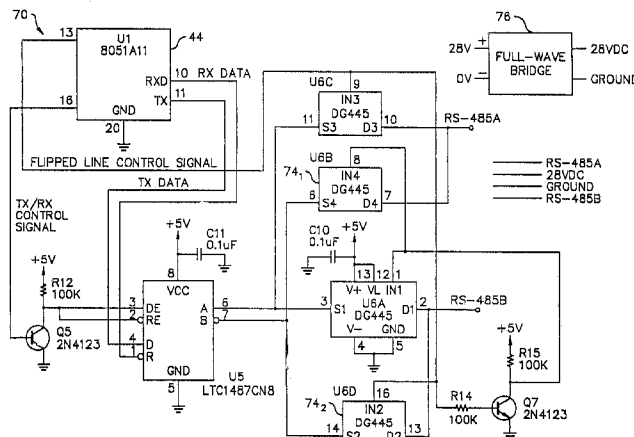 70
13
U1
8051A11
44
RXD
10
RX DATA
TX
11
16
GND
20
FLIPPED LINE CONTROL SIGNAL
TX DATA
TX/RX
CONTROL
SIGNAL
+5V
R12
100K
Q5
2N4123
+5V
C11
0.1uF
8
VCC
3
DE
2
RE
4
D
1
R
A
6
B
7
GND
5
U5
LTC1487CN8
U6C
9
IN3
DG445
11
S3
D3
10
RS-485A
U6B
8
74₁
IN4
DG445
6
S4
D4
7
+5V
C10
0.1uF
13
12
1
V+
VL
IN1
U6A
DG445
3
S1
D1
2
RS-485B
V-
GND
4
5
U6D
16
74₂
IN2
DG445
14
S2
D2
13
+5V
R15
100K
R14
100K
Q7
2N4123
76
28V
+
0V
−
FULL-WAVE
BRIDGE
28VDC
GROUND
RS-485A
28VDC
GROUND
RS-485B